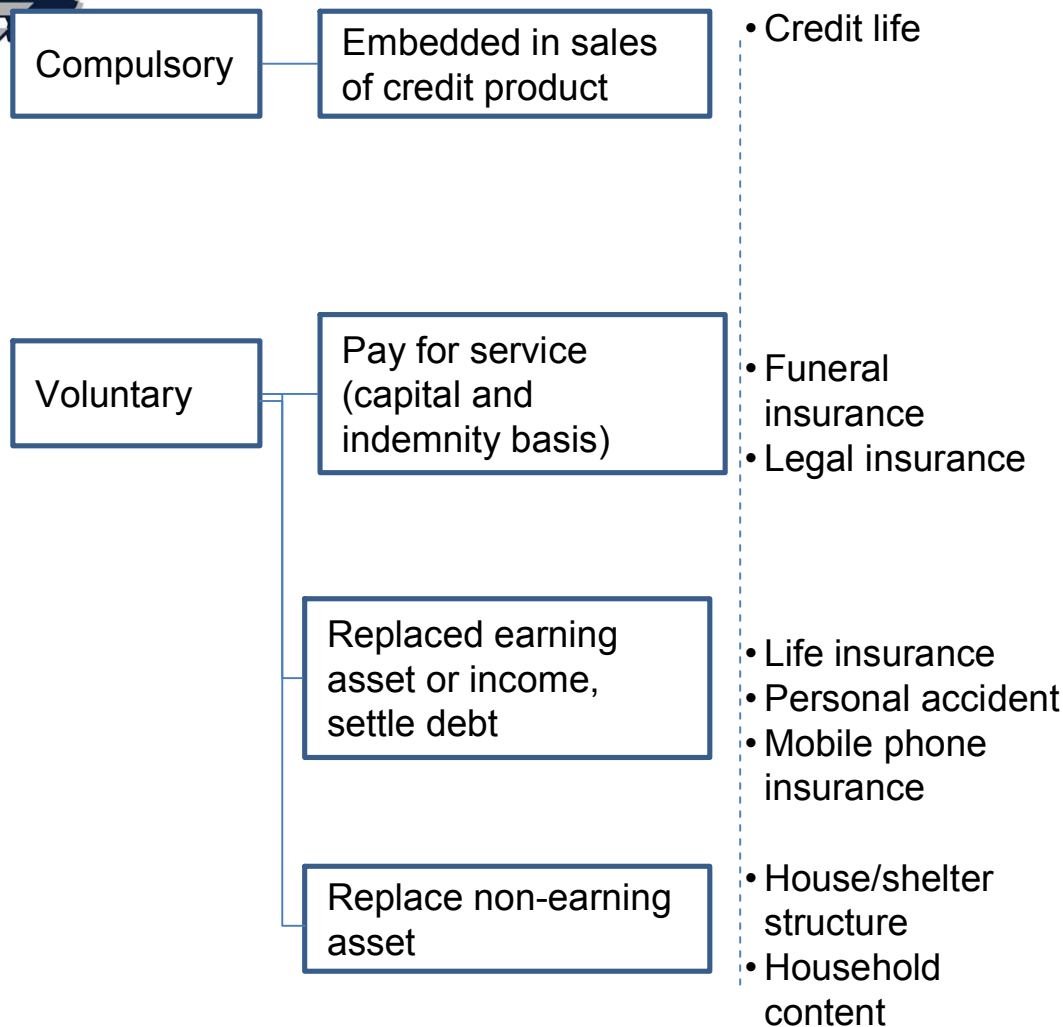 Compulsory
Embedded in sales
of credit product
• Credit life
Voluntary
Pay for service
(capital and
indemnity basis)
• Funeral
insurance
• Legal insurance
Replaced earning
asset or income,
settle debt
• Life insurance
• Personal accident
• Mobile phone
insurance
Replace non-earning
asset
• House/shelter
structure
• Household
content